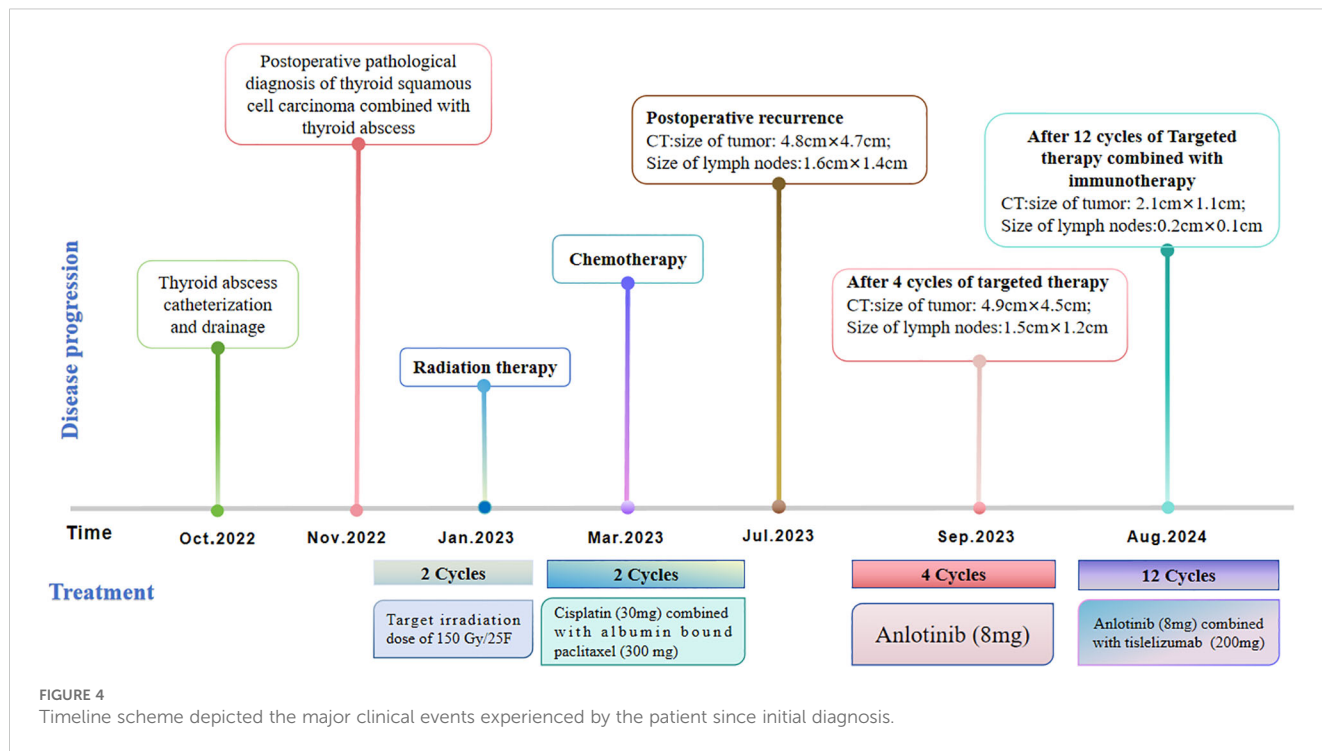 Postoperative pathological
diagnosis of thyroid squamous
cell carcinoma combined with
thyroid abscess
Postoperative recurrence
CT:size of tumor: 4.8cm×4.7cm;
Size of lymph nodes:1.6cm×1.4cm
After 12 cycles of Targeted
therapy combined with
immunotherapy
CT:size of tumor: 2.1cm×1.1cm;
Size of lymph nodes:0.2cm×0.1cm
Disease progression
Thyroid abscess
catheterization
and drainage
Radiation therapy
Chemotherapy
After 4 cycles of targeted therapy
CT:size of tumor: 4.9cm×4.5cm;
Size of lymph nodes:1.5cm×1.2cm
Time
Oct.2022
Nov.2022
Jan.2023
Mar.2023
Jul.2023
Sep.2023
Aug.2024
Treatment
2 Cycles
Target irradiation
dose of 150 Gy/25F
2 Cycles
Cisplatin (30mg) combined
with albumin bound
paclitaxel (300 mg)
4 Cycles
Anlotinib (8mg)
12 Cycles
Anlotinib (8mg) combined
with tislelizumab (200mg)
FIGURE 4
Timeline scheme depicted the major clinical events experienced by the patient since initial diagnosis.